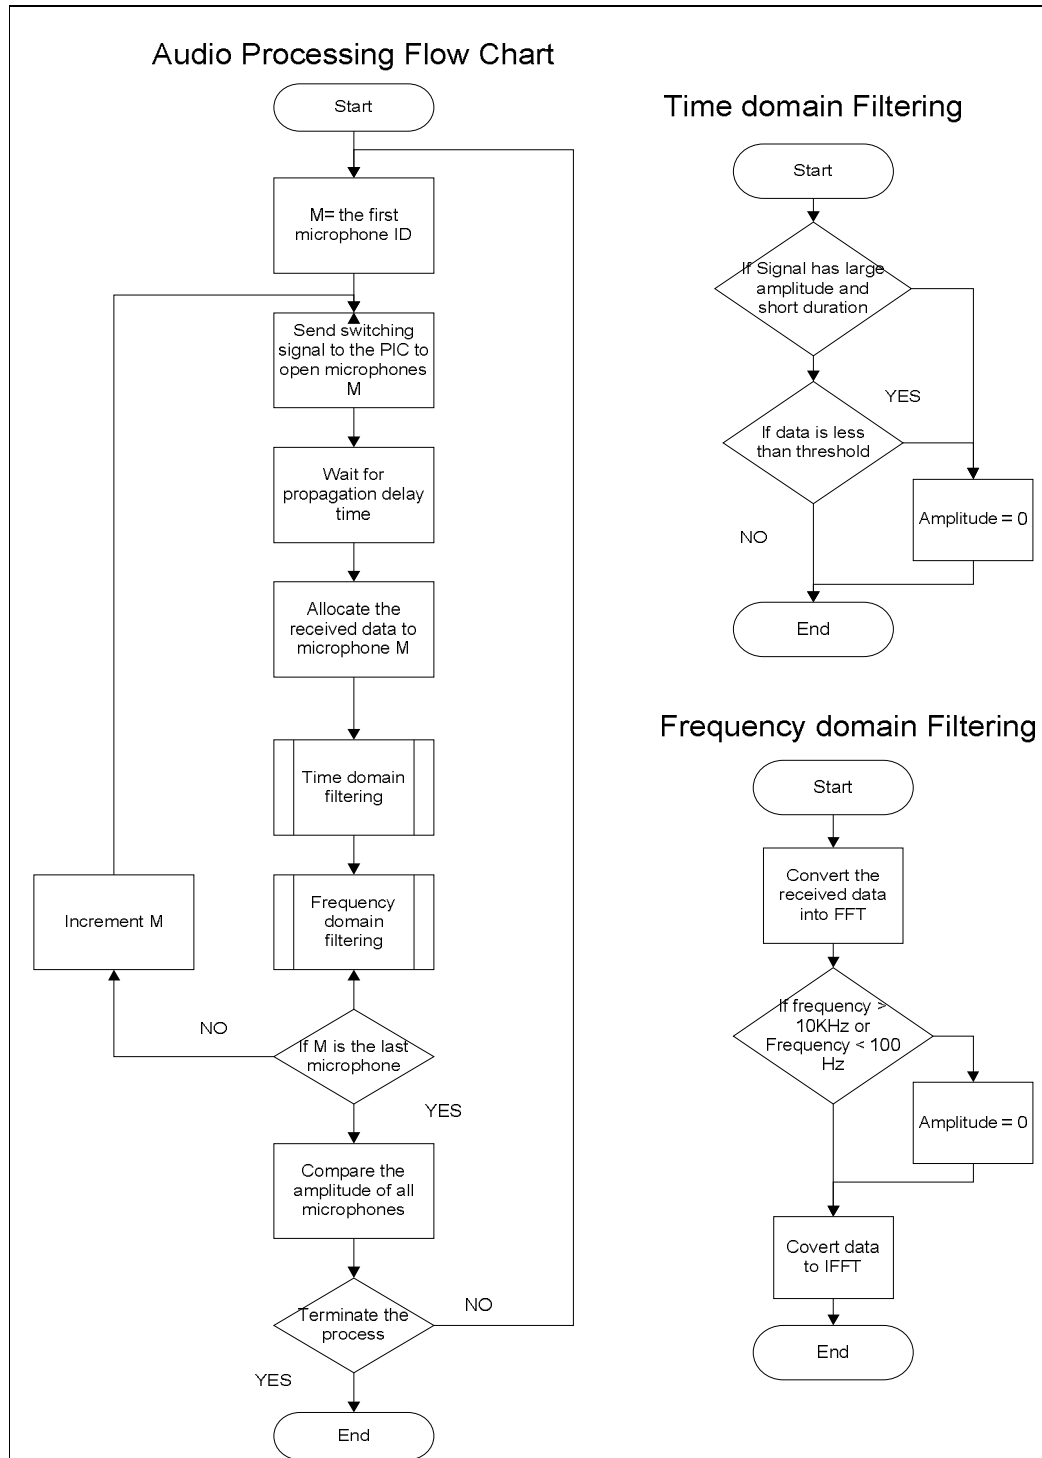 Audio Processing Flow Chart
Start
M= the first
microphone ID
Send switching
signal to the PIC to
open microphones
M
Wait for
propagation delay
time
Allocate the
received data to
microphone M
Time domain
filtering
Increment M
Frequency
domain
filtering
NO
If M is the last
microphone
YES
Compare the
amplitude of all
microphones
Terminate the
process
NO
YES
End
Time domain Filtering
Start
If Signal has large
amplitude and
short duration
YES
If data is less
than threshold
Amplitude = 0
NO
End
Frequency domain Filtering
Start
Convert the
received data
into FFT
If frequency >
10KHz or
Frequency < 100
Hz
Amplitude = 0
Covert data
to IFFT
End